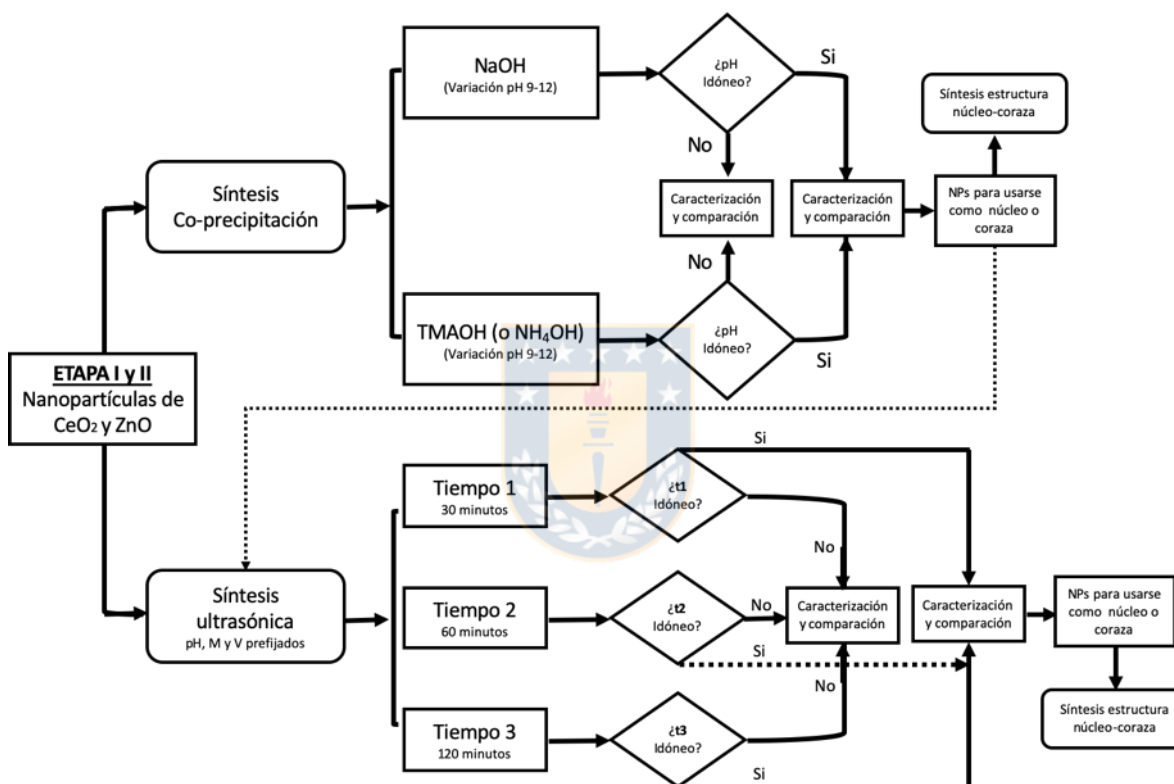 NaOH
(Variación pH 9-12)
¿pH
Idóneo?
Si
No
Síntesis estructura
núcleo-coraza
Síntesis
Co-precipitación
Caracterización
y comparación
Caracterización
y comparación
NPs para usarse
como núcleo o
coraza
No
TMAOH (o NH₄OH)
(Variación pH 9-12)
¿pH
Idóneo?
Si
ETAPA I y II
Nanopartículas de
CeO₂ y ZnO
Si
Tiempo 1
30 minutos
¿t1
Idóneo?
No
Síntesis
ultrasónica
pH, M y V prefijados
Tiempo 2
60 minutos
¿t2
Idóneo?
No
Si
Caracterización
y comparación
Caracterización
y comparación
NPs para usarse
como núcleo o
coraza
No
Síntesis estructura
núcleo-coraza
Tiempo 3
120 minutos
¿t3
Idóneo?
Si